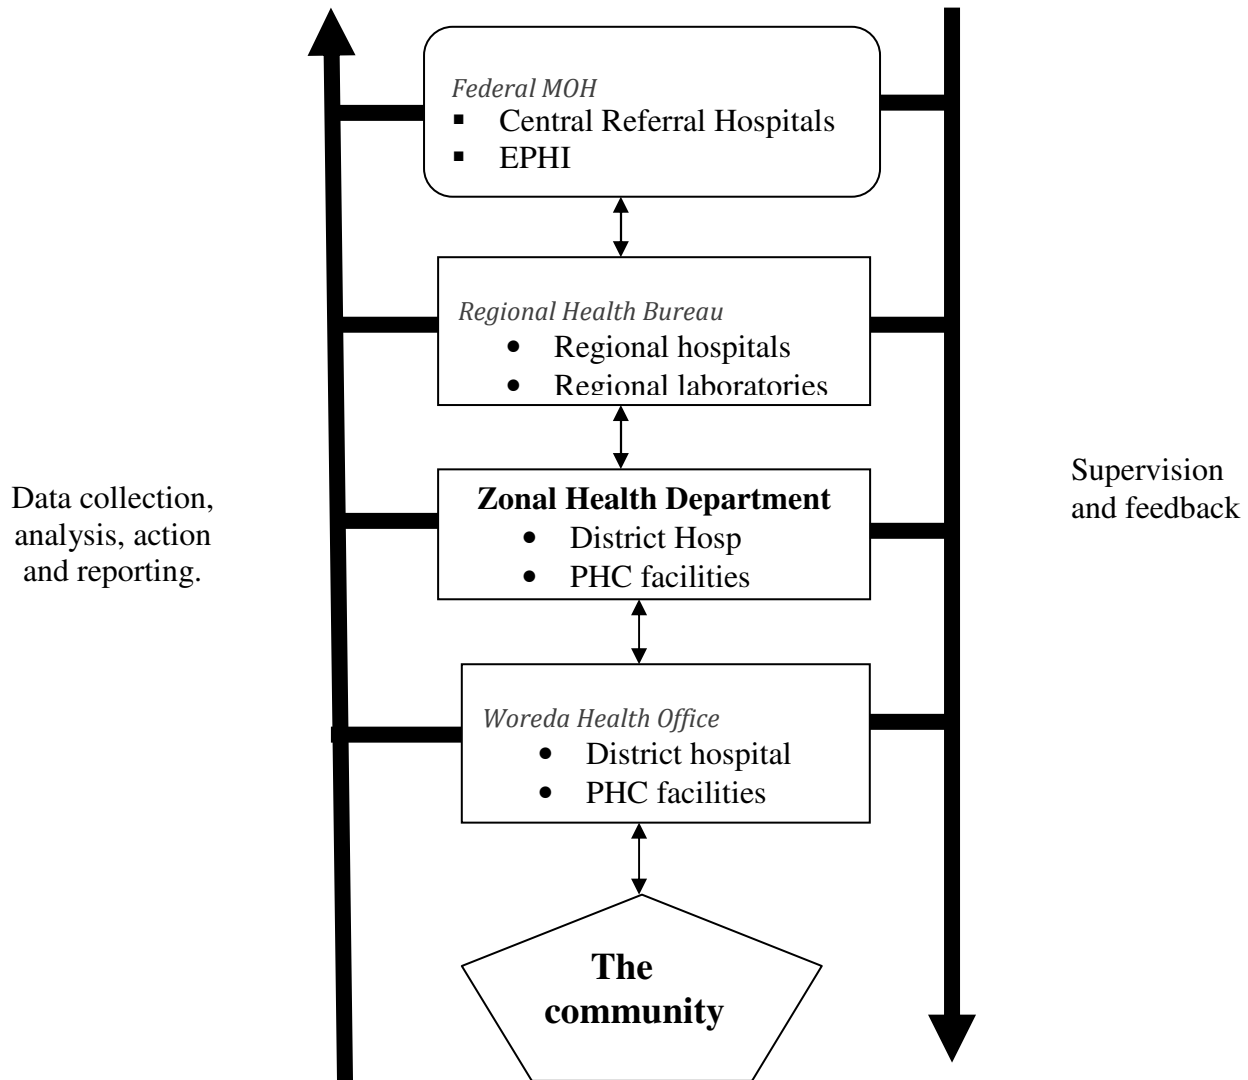 Federal MOH
▪ Central Referral Hospitals
▪ EPHI
Regional Health Bureau
• Regional hospitals
• Regional laboratories
Data collection,
analysis, action
and reporting.
Zonal Health Department
• District Hosp
• PHC facilities
Supervision
and feedback
Woreda Health Office
• District hospital
• PHC facilities
The
community